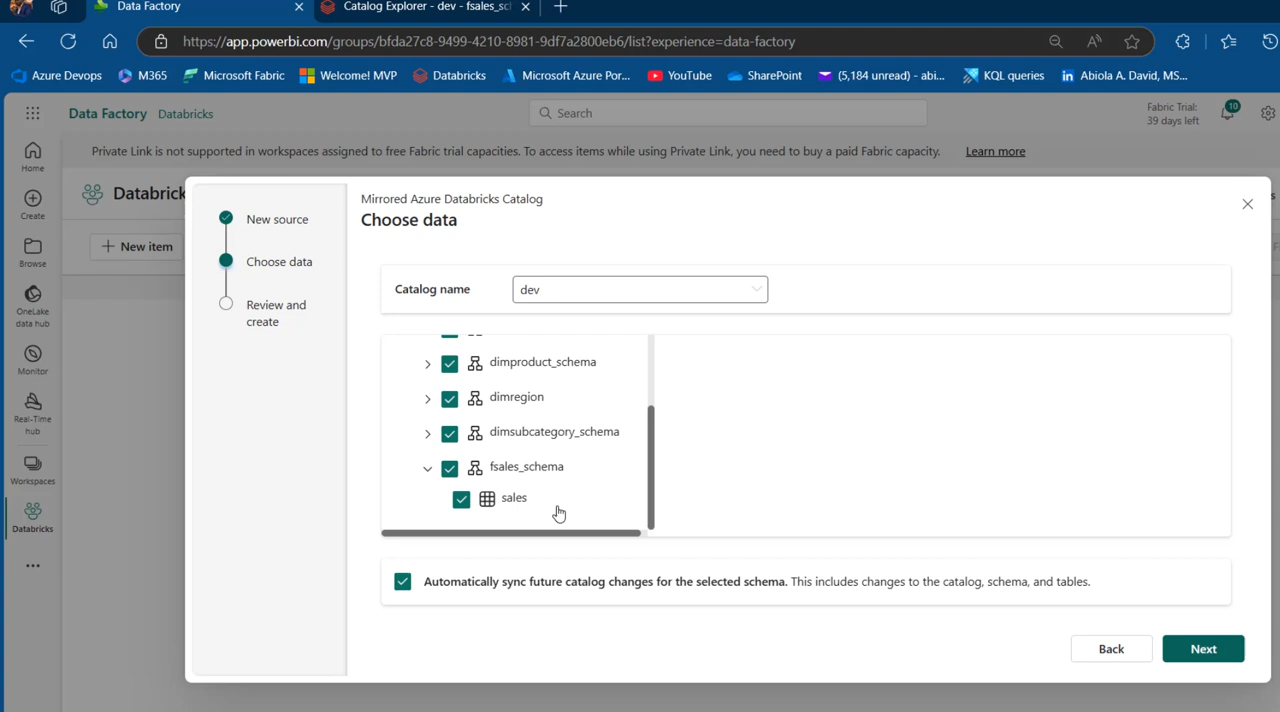 Data Factory
Catalog Explorer - dev - fsales_sch
https://app.powerbi.com/groups/bfda27c8-9499-4210-8981-9df7a2800eb6/list?experience=data-factory
Azure Devops M365 Microsoft Fabric Welcome! MVP Databricks Microsoft Azure Por... YouTube SharePoint (5,184 unread) - abi... KQL queries Abiola A. David, MS...
Data Factory Databricks
Search
Fabric Trial:
39 days left
10
Private Link is not supported in workspaces assigned to free Fabric trial capacities. To access items while using Private Link, you need to buy a paid Fabric capacity. Learn more
Home
Create
Browse
OneLake
data hub
Monitor
Real-Time
hub
Workspaces
Databricks
Databrick
New item
New source
Choose data
Review and
create
Mirrored Azure Databricks Catalog
Choose data
Catalog name dev
dimproduct_schema
dimregion
dimsubcategory_schema
fsales_schema
sales
Automatically sync future catalog changes for the selected schema. This includes changes to the catalog, schema, and tables.
Back Next